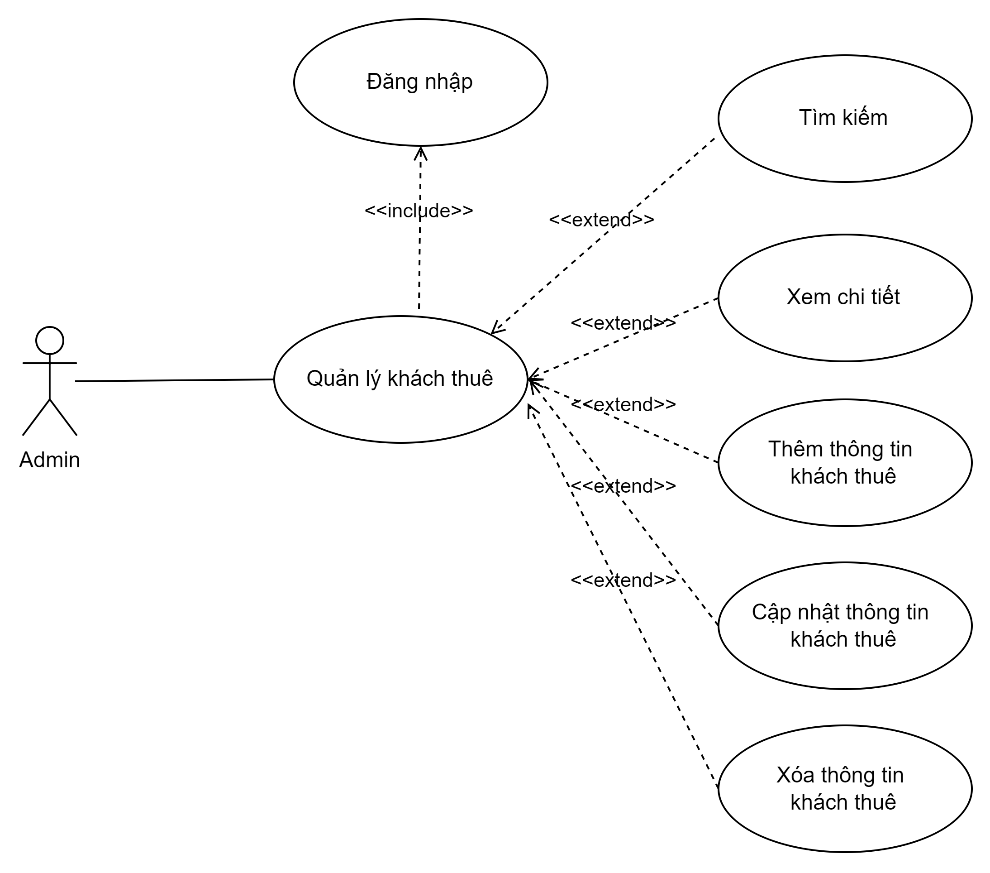 Đăng nhập
Tìm kiếm
<<include>>
<<extend>>
Xem chi tiết
<<extend>>
Quản lý khách thuê
<<extend>>
Thêm thông tin
khách thuê
Admin
<<extend>>
<<extend>>
Cập nhật thông tin
khách thuê
Xóa thông tin
khách thuê